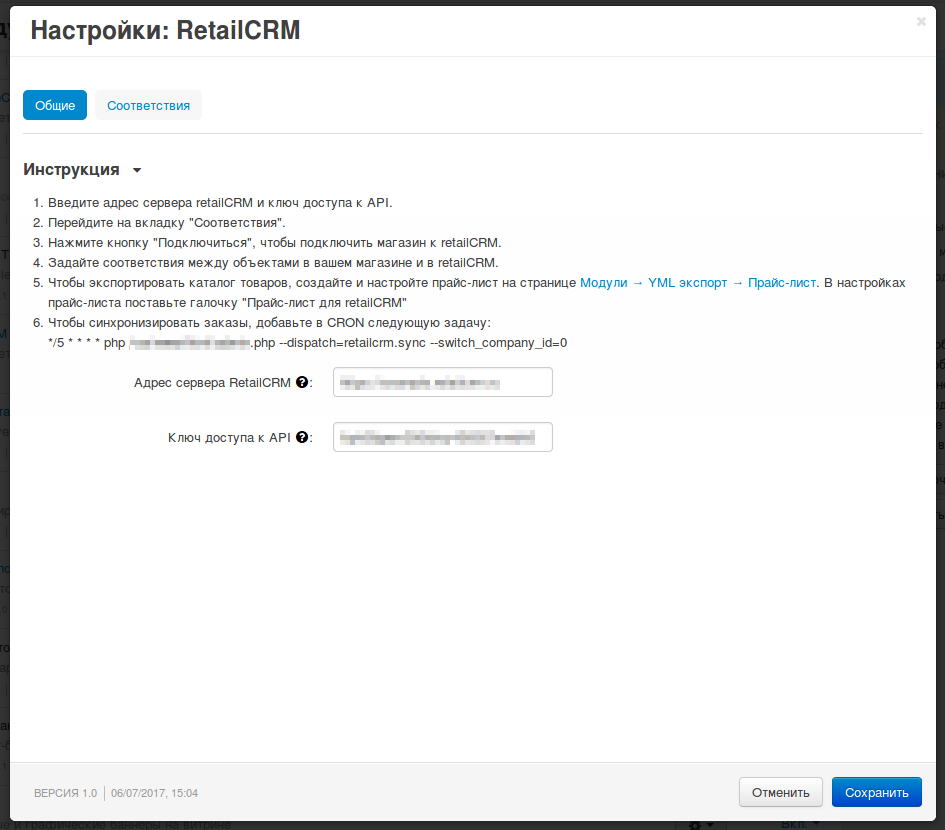 Настройки: RetailCRM
Общие
Соответствия
Инструкция
1. Введите адрес сервера retailCRM и ключ доступа к API.
2. Перейдите на вкладку "Соответствия".
3. Нажмите кнопку "Подключиться", чтобы подключить магазин к retailCRM.
4. Задайте соответствия между объектами в вашем магазине и в retailCRM.
5. Чтобы экспортировать каталог товаров, создайте и настройте прайс-лист на странице Модули → YML экспорт → Прайс-лист. В настройках
прайс-листа поставьте галочку "Прайс-лист для retailCRM"
6. Чтобы синхронизировать заказы, добавьте в CRON следующую задачу:
*/5 * * * * php .php --dispatch=retailcrm.sync --switch_company_id=0
Адрес сервера RetailCRM ?:
Ключ доступа к API ?:
ВЕРСИЯ 1.0 | 06/07/2017, 15:04
Отменить
Сохранить